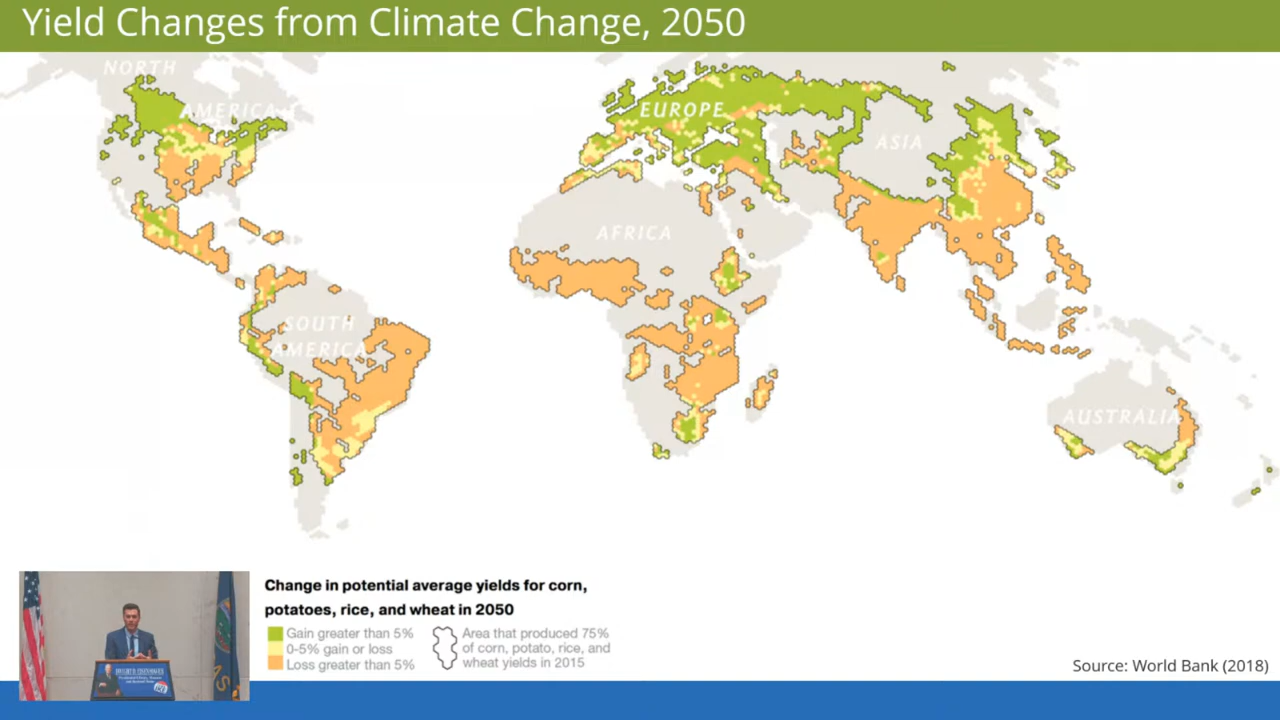 Yield Changes from Climate Change, 2050
NORTH
AMERICA
EUROPE
ASIA
AFRICA
SOUTH
AMERICA
AUSTRALIA
Change in potential average yields for corn,
potatoes, rice, and wheat in 2050
Gain greater than 5%
0-5% gain or loss
Loss greater than 5%
Area that produced 75%
of corn, potato, rice, and
wheat yields in 2015
Source: World Bank (2018)